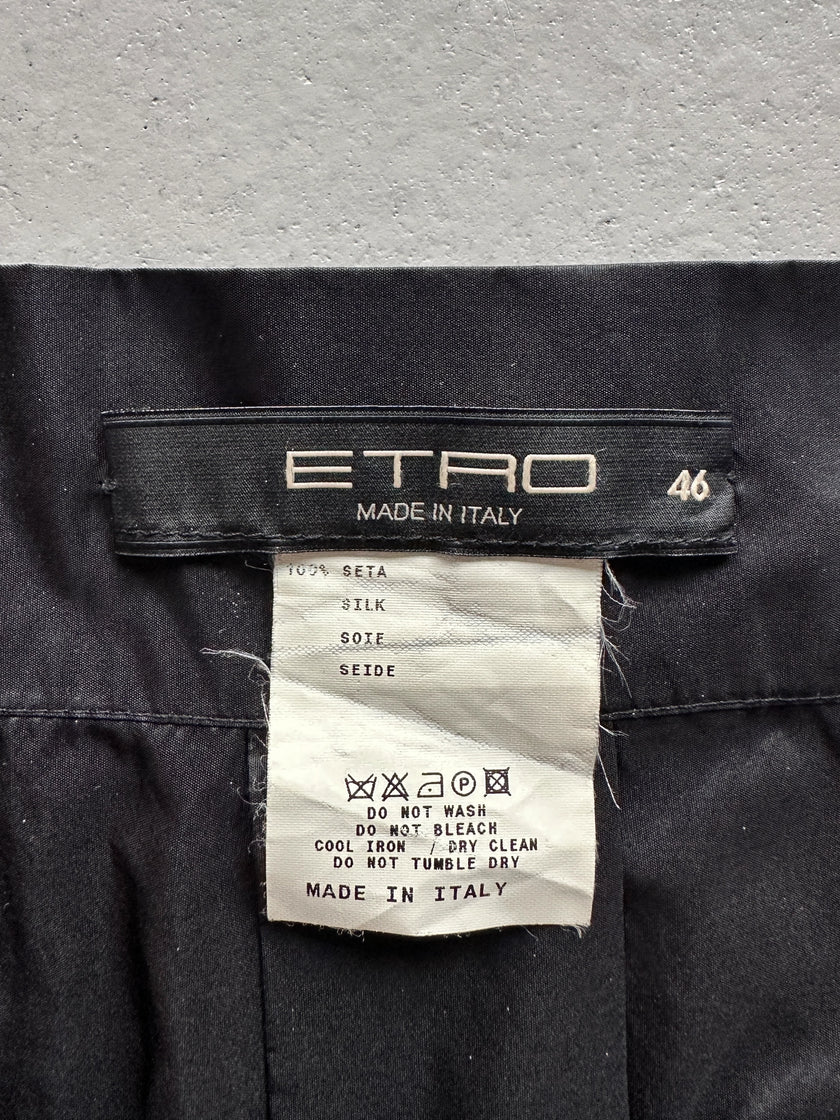 ETRO
46
MADE IN ITALY
100% SETA
SILK
SOIE
SEIDE
P
DO NOT WASH
DO NOT BLEACH
COOL IRON / DRY CLEAN
DO NOT TUMBLE DRY
MADE IN ITALY